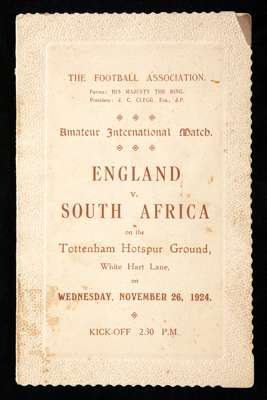 THE FOOTBALL ASSOCIATION.
Patron: HIS MAJESTY THE KING.
President: J. C. CLEGG, Esq., J.P.
Amateur International Match.
ENGLAND
v.
SOUTH AFRICA
on the
Tottenham Hotspur Ground,
White Hart Lane,
on
WEDNESDAY, NOVEMBER 26, 1924.
KICK-OFF 2.30 P.M.